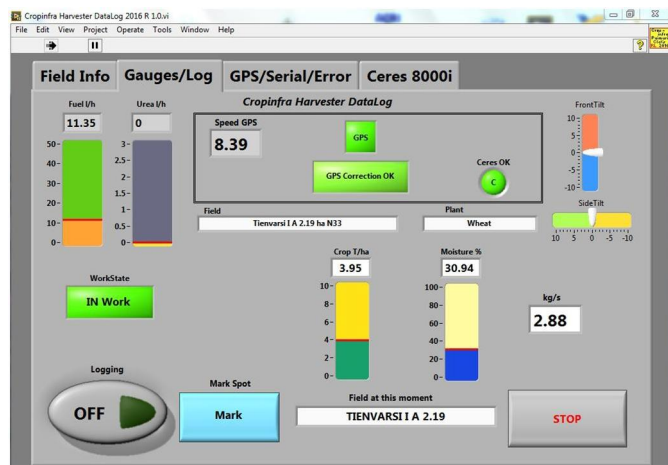 Cropinfra Harvester DataLog 2016 R 1.0.vi
File Edit View Project Operate Tools Window Help
Field Info Gauges/Log GPS/Serial/Error Ceres 8000i
Cropinfra Harvester DataLog
Fuel l/h Urea l/h
11.35 0
Speed GPS
8.39
GPS
GPS Correction OK
Ceres OK
C
FrontTilt
10
5
0
-5
-10
50
40
30
20
10
0
3
2.5
2
1.5
1
0.5
0
SideTilt
10 5 0 -5 -10
Field Plant
Tienvarsi I A 2.19 ha N33 Wheat
WorkState
IN Work
Crop T/ha Moisture %
3.95 30.94
10
8
6
4
2
0
100
80
60
40
20
0
kg/s
2.88
Logging
OFF
Mark Spot
Mark
Field at this moment
TIENVARSI I A 2.19
STOP